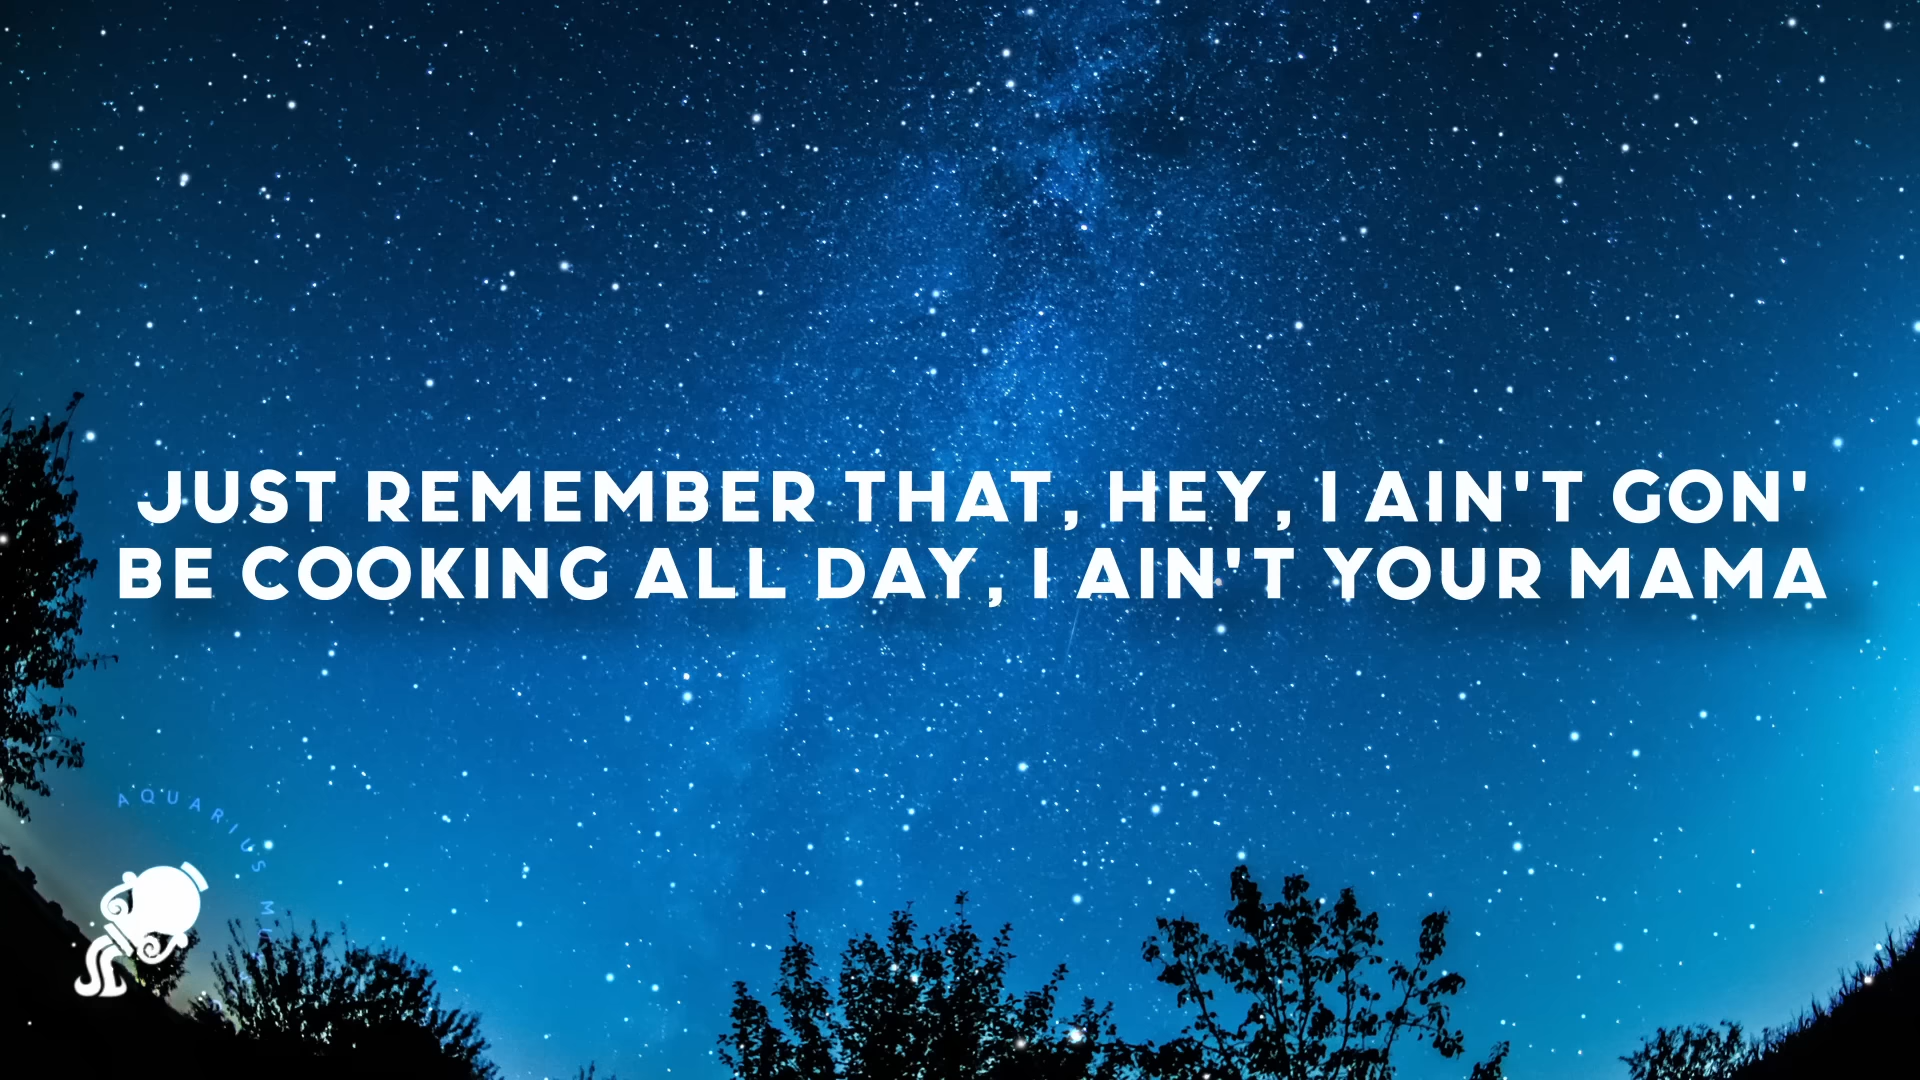 JUST REMEMBER THAT, HEY, I AIN'T GON'
BE COOKING ALL DAY, I AIN'T YOUR MAMA
AQUARIUS